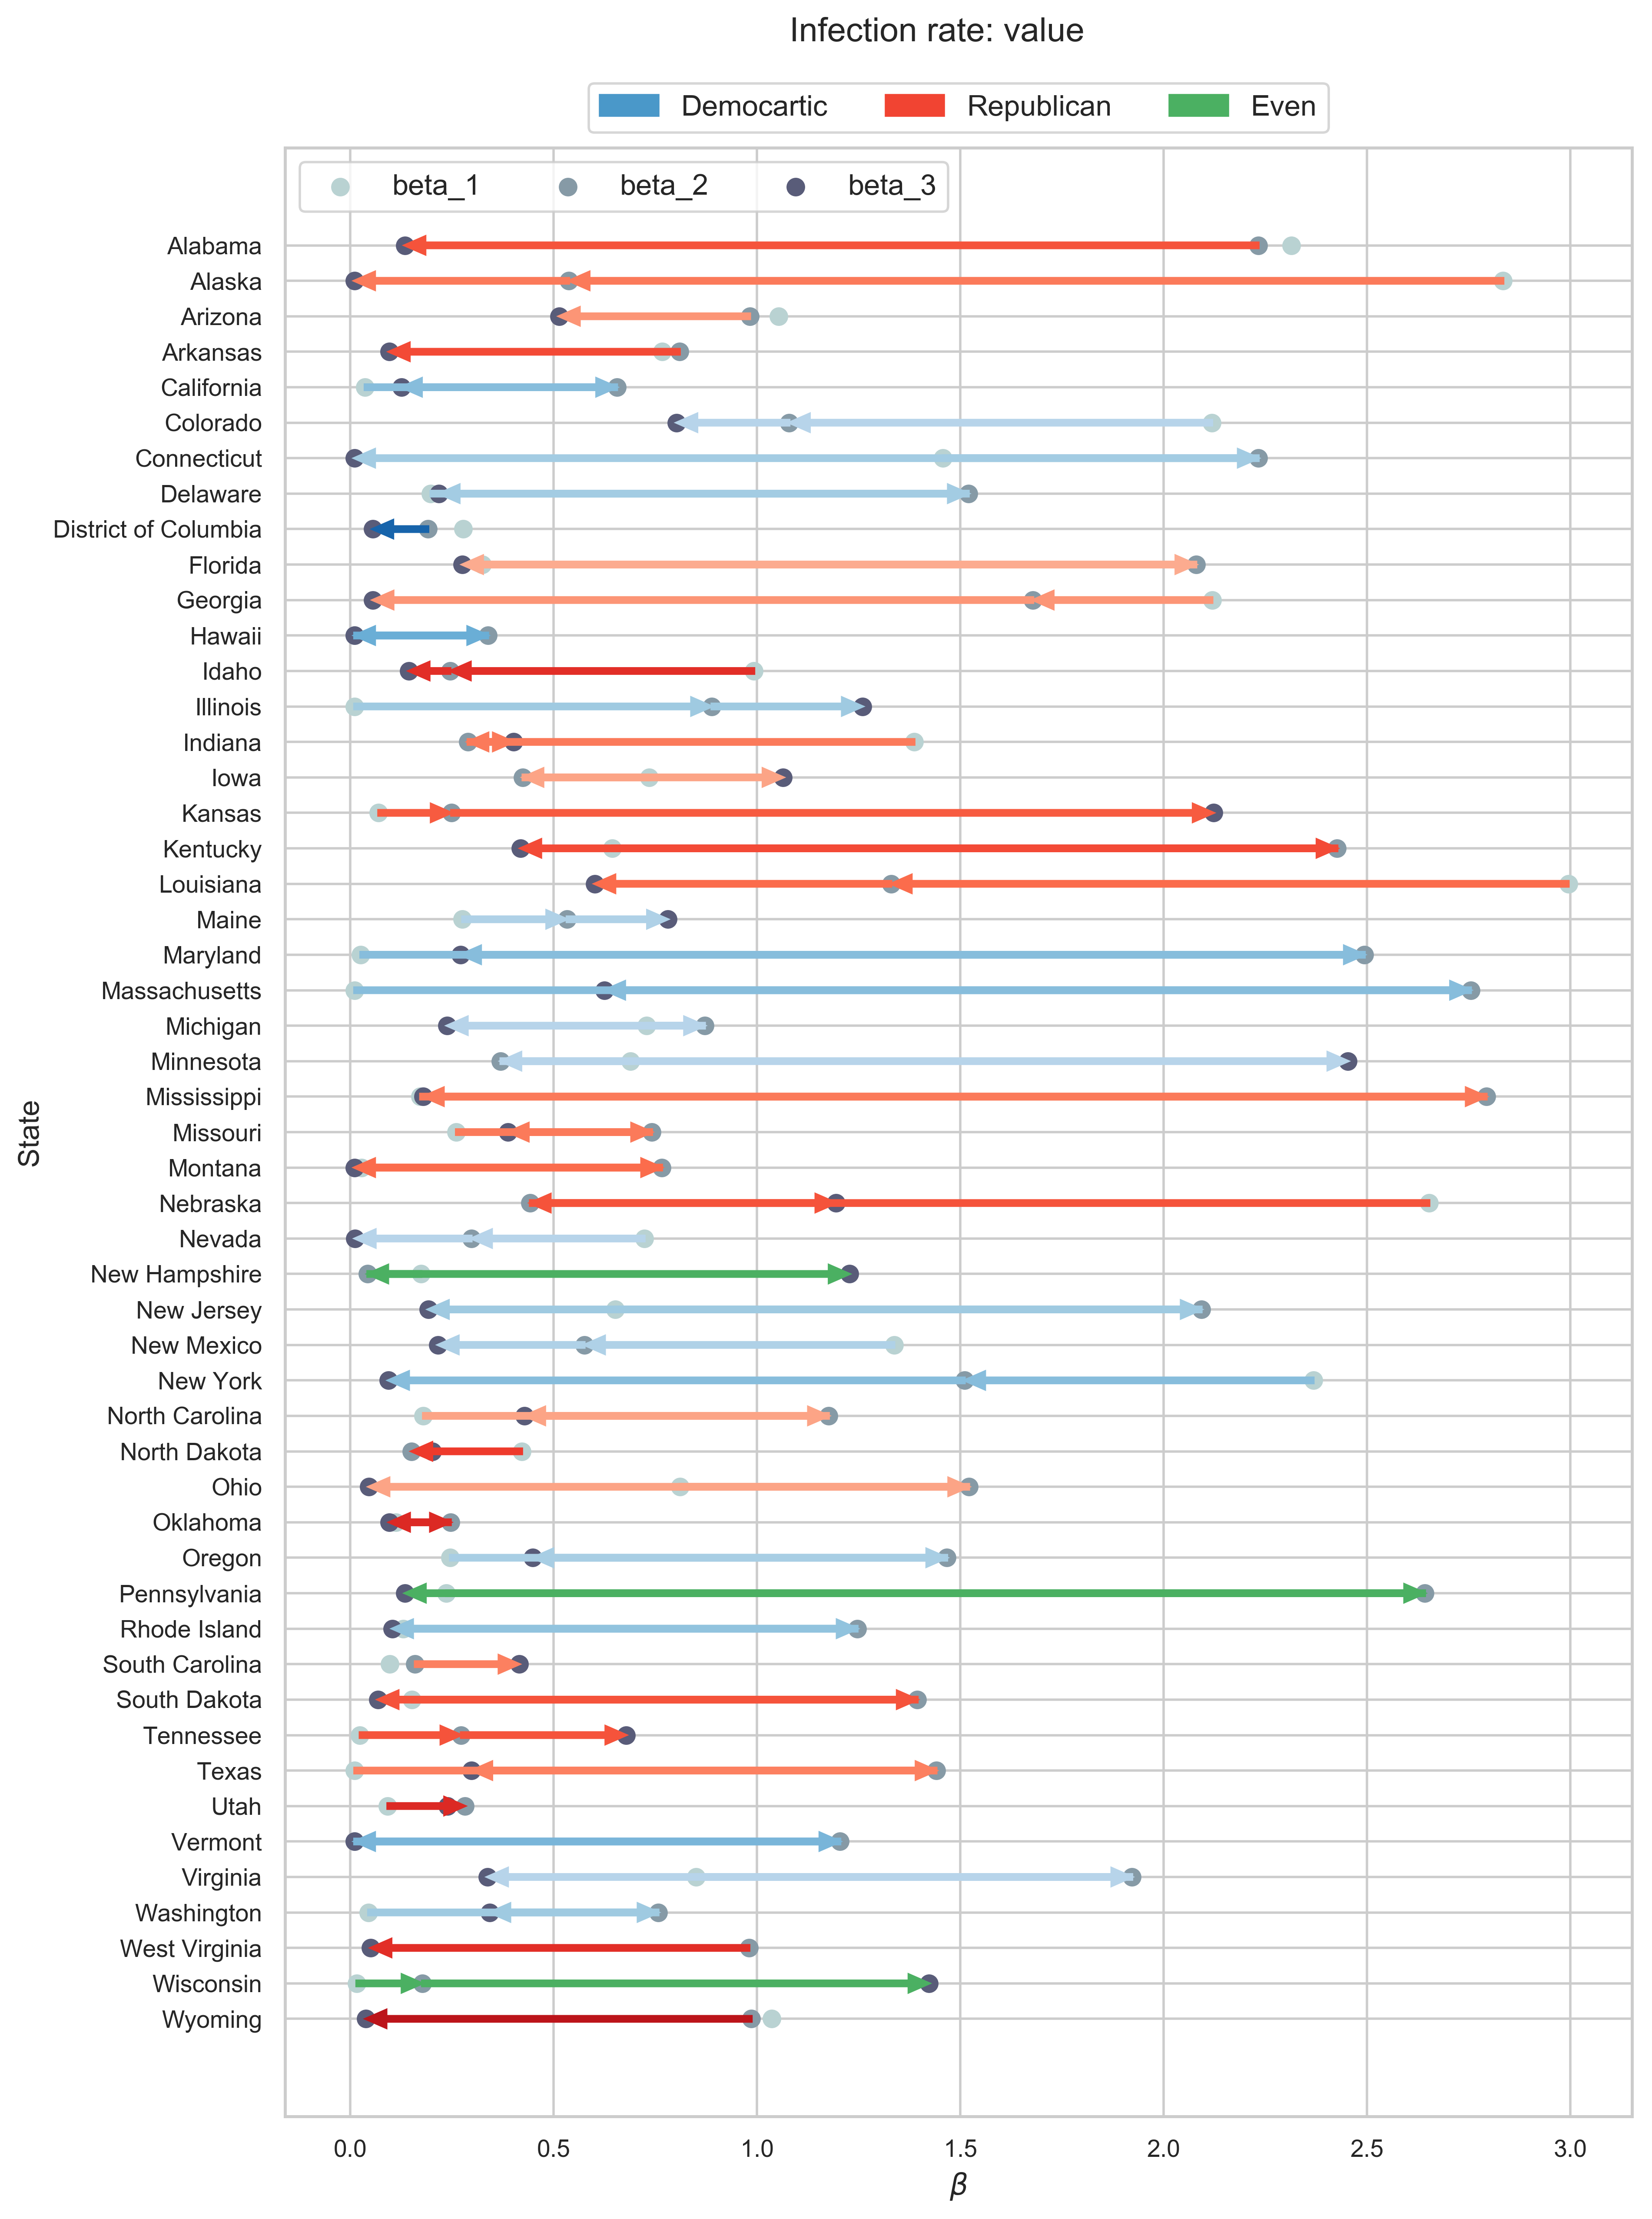 Infection rate: value
Democartic Republican Even
beta_1 beta_2 beta_3
Alabama
Alaska
Arizona
Arkansas
California
Colorado
Connecticut
Delaware
District of Columbia
Florida
Georgia
Hawaii
Idaho
Illinois
Indiana
Iowa
Kansas
Kentucky
Louisiana
Maine
Maryland
Massachusetts
Michigan
Minnesota
Mississippi
Missouri
Montana
Nebraska
Nevada
New Hampshire
New Jersey
New Mexico
New York
North Carolina
North Dakota
Ohio
Oklahoma
Oregon
Pennsylvania
Rhode Island
South Carolina
South Dakota
Tennessee
Texas
Utah
Vermont
Virginia
Washington
West Virginia
Wisconsin
Wyoming
State
0.0 0.5 1.0 1.5 2.0 2.5 3.0
β